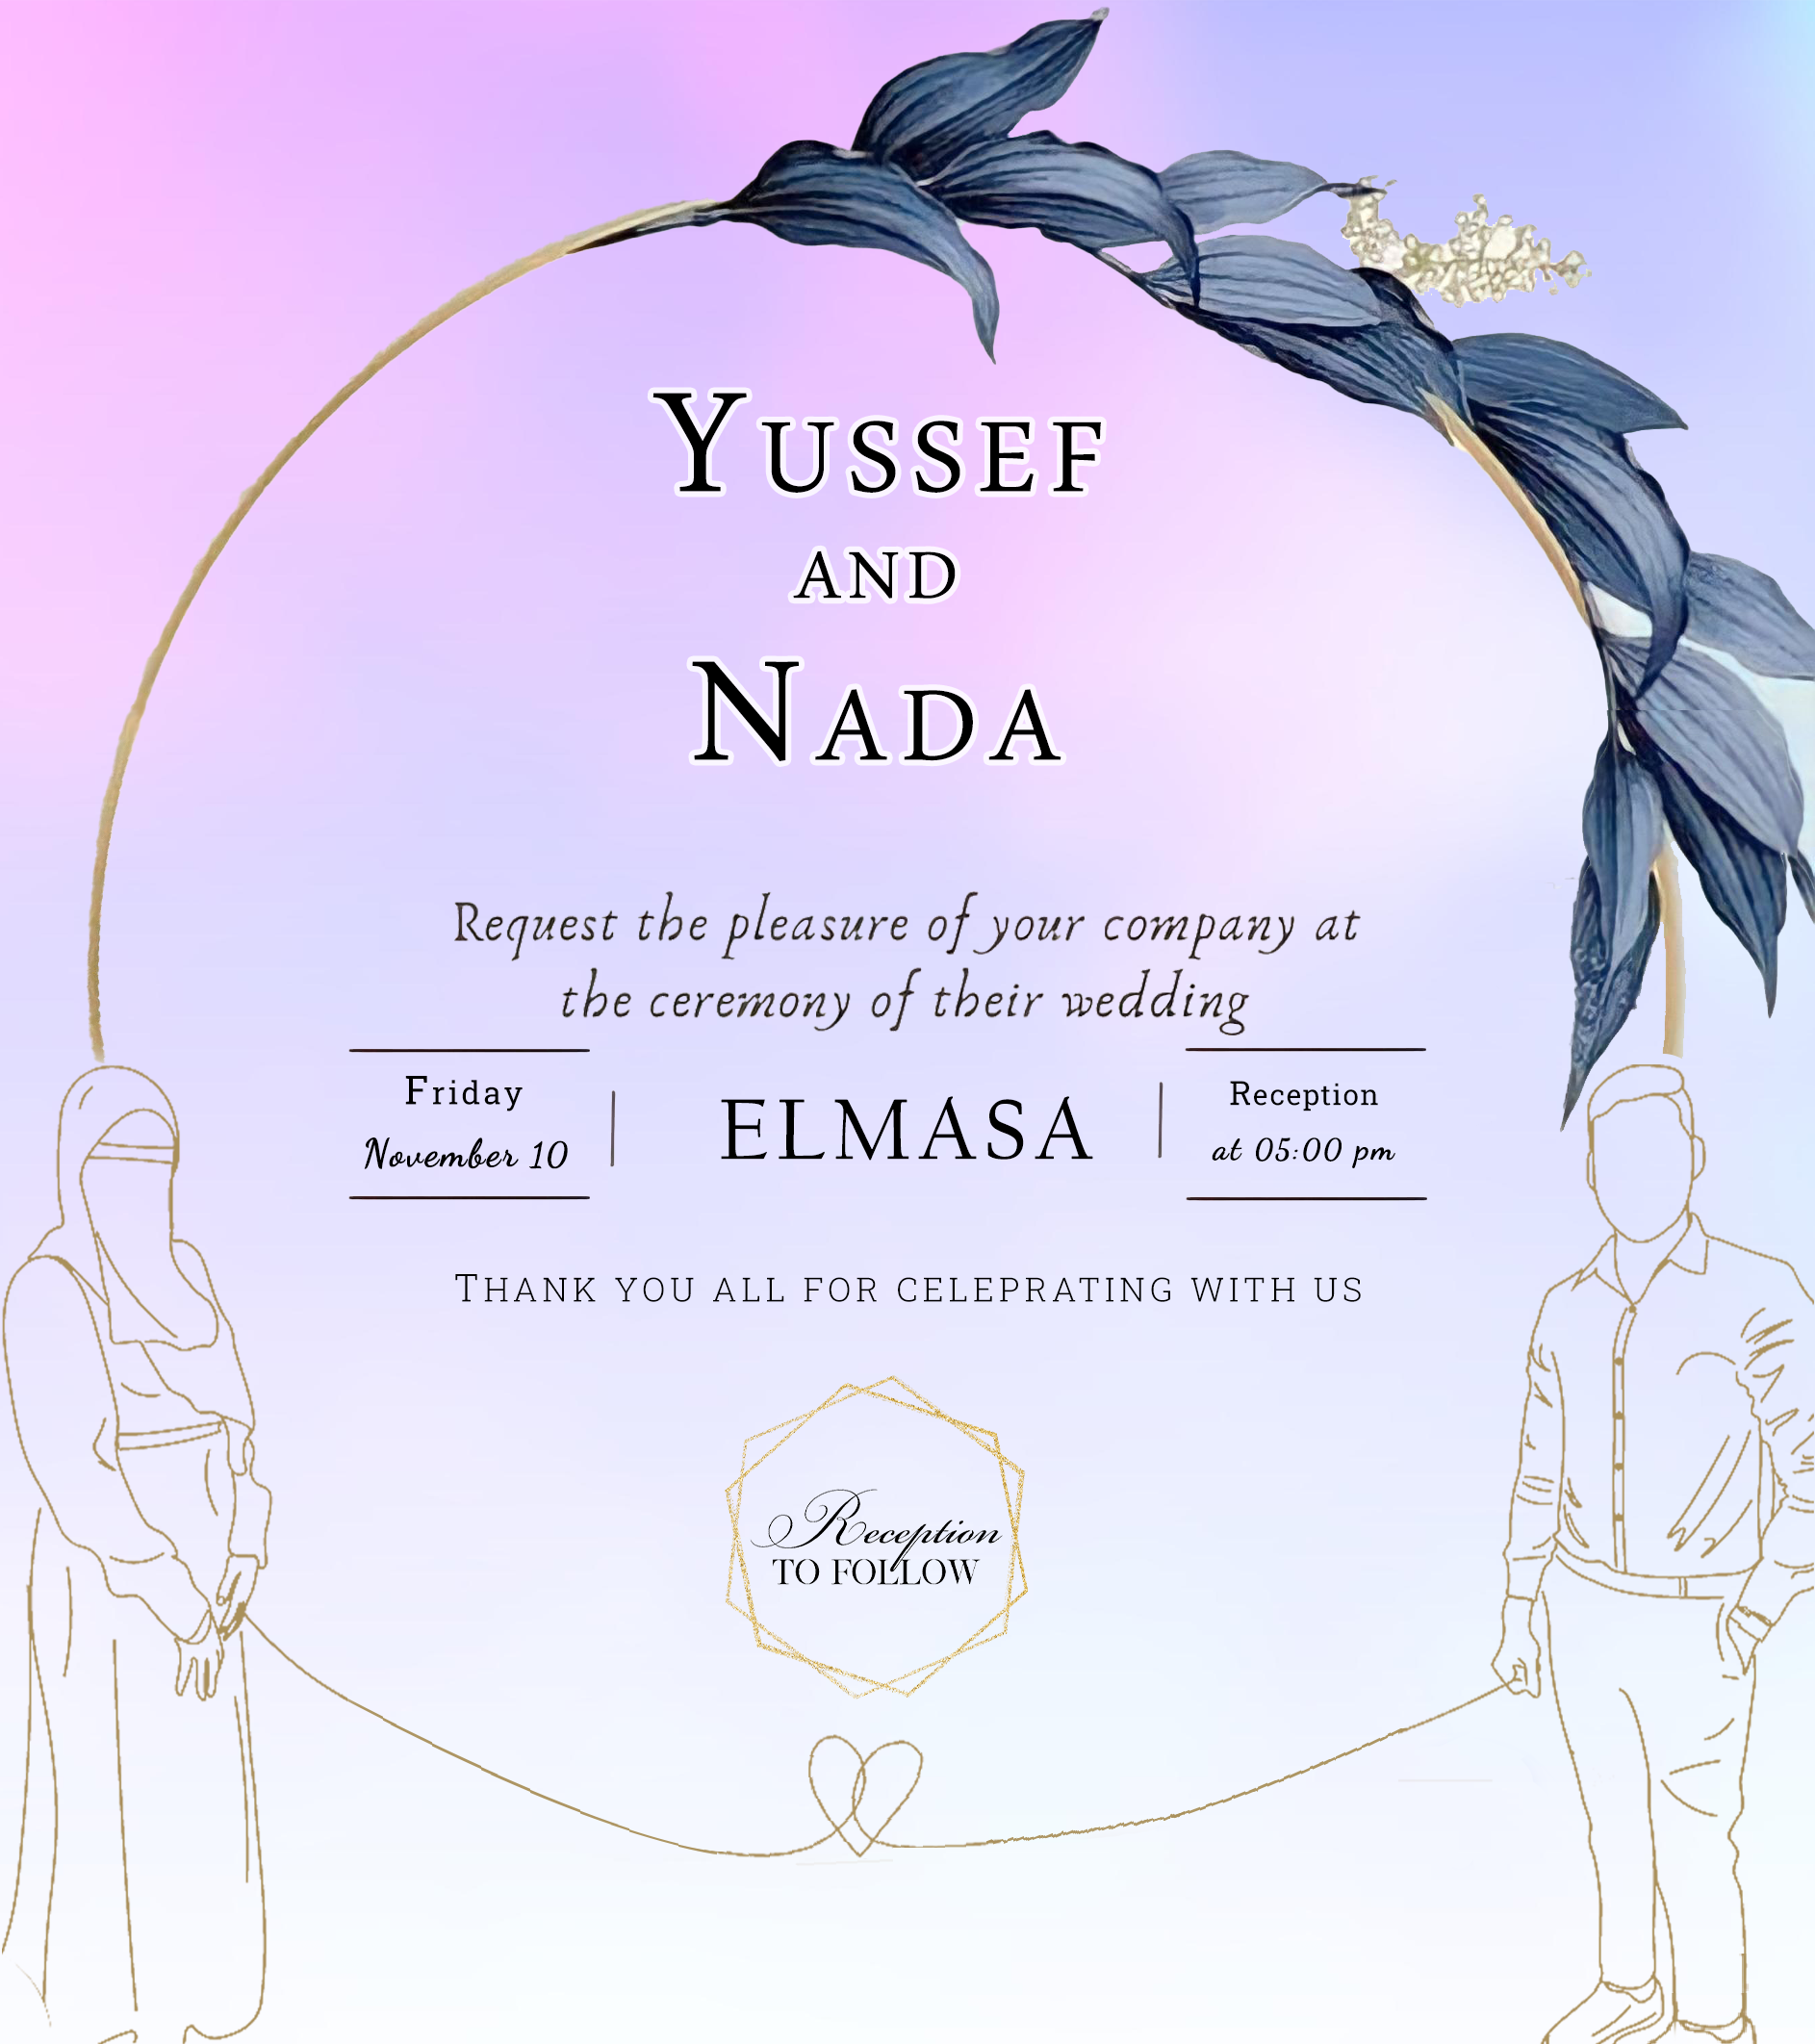 Yussef
and
Nada
Request the pleasure of your company at
the ceremony of their wedding
Friday
November 10
ELMASA
Reception
at 05:00 pm
Thank you all for celeprating with us
Reception
TO FOLLOW